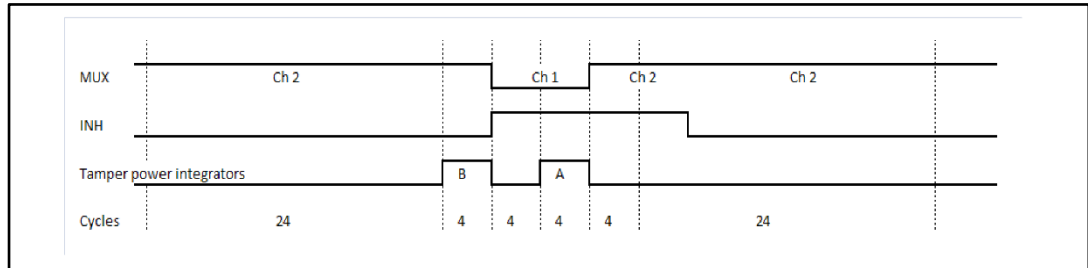 MUX Ch 2 Ch 1 Ch 2 Ch 2
INH
Tamper power integrators B A
Cycles 24 4 4 4 4 24